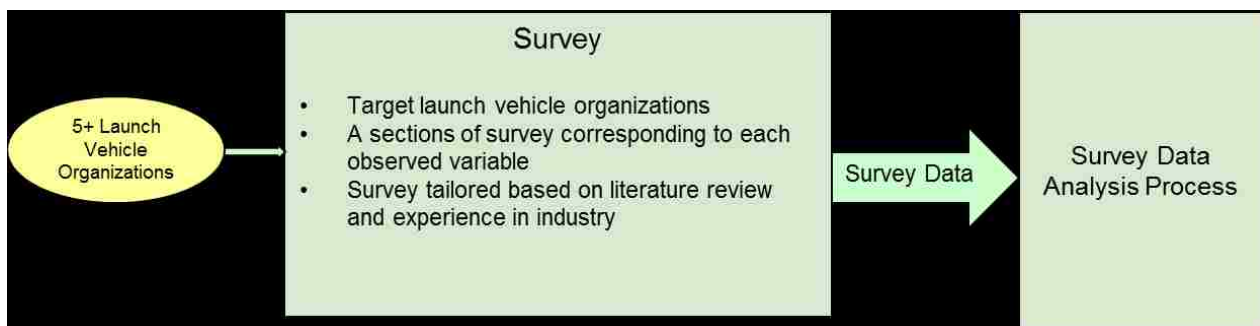 5+ Launch
Vehicle
Organizations
Survey
• Target launch vehicle organizations
• A sections of survey corresponding to each
observed variable
• Survey tailored based on literature review
and experience in industry
Survey Data
Survey Data
Analysis Process